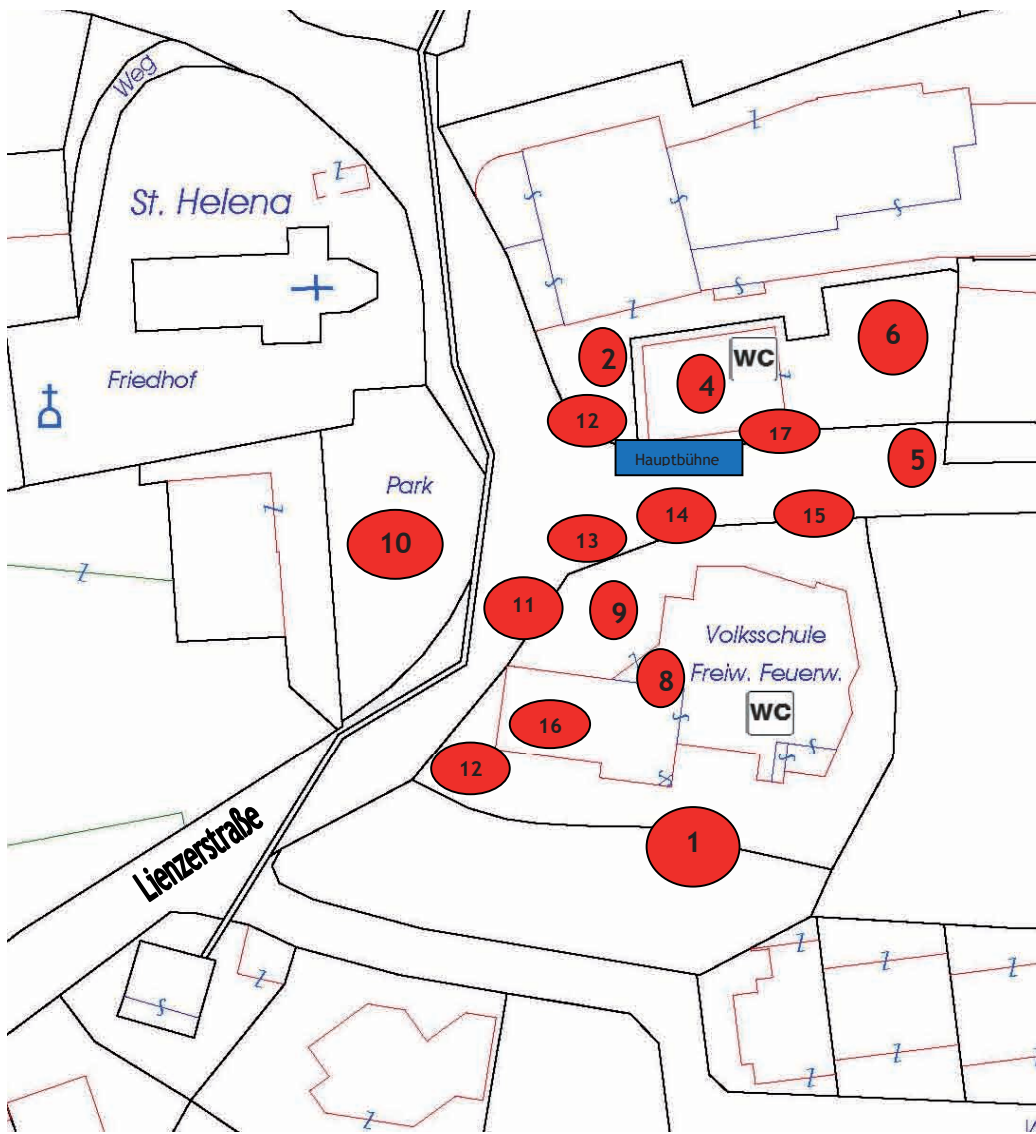 Weg
St. Helena
Friedhof
Park
WC
2
4
6
12
17
5
Hauptbühne
14
15
13
10
11
9
Volksschule
Freiw. Feuerw.
8
WC
16
12
1
Lienzerstraße